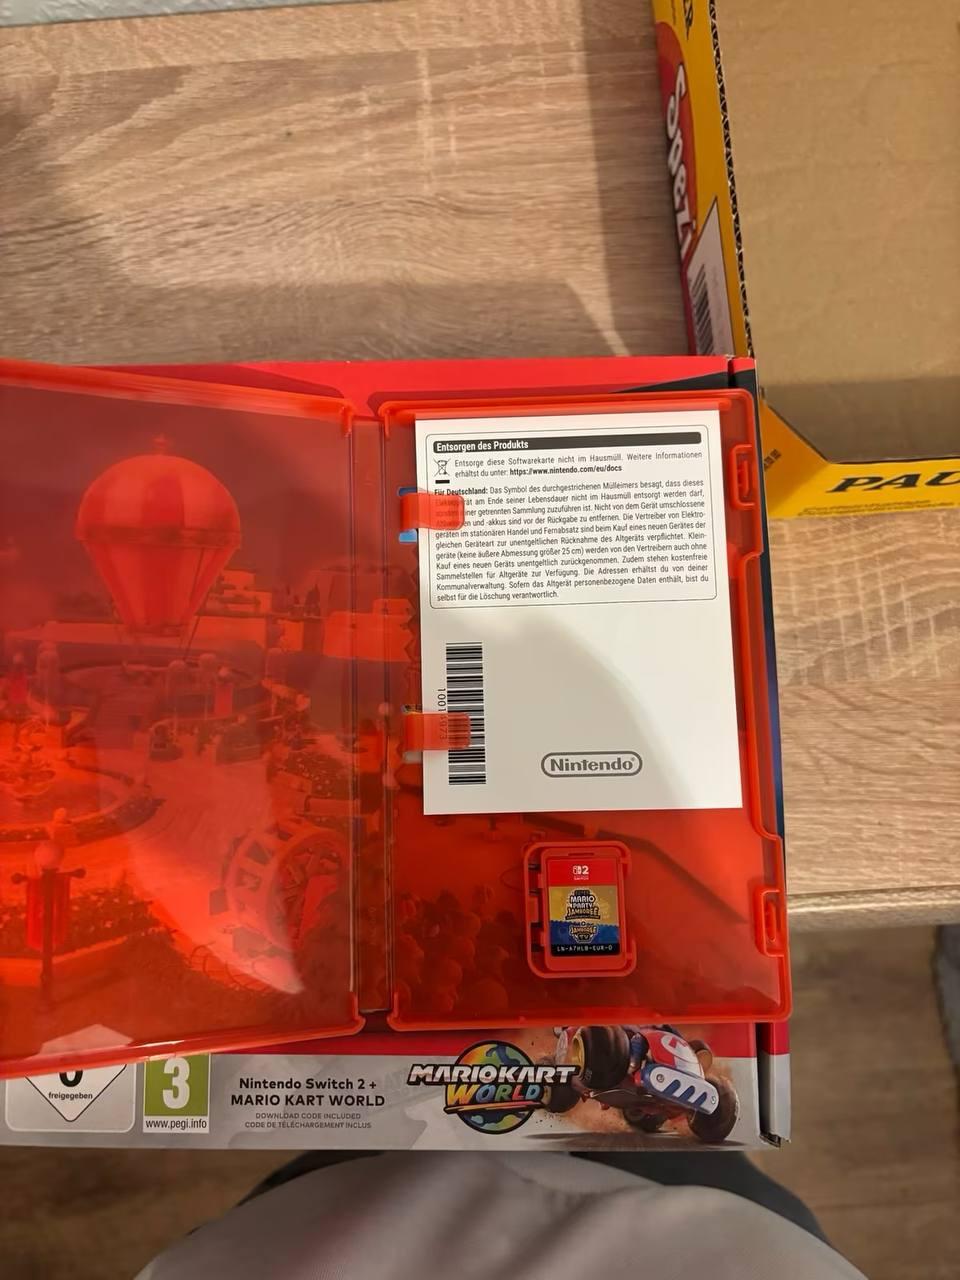 Spezi
PAU
Entsorgen des Produkts
Entsorge diese Softwarekarte nicht im Hausmüll. Weitere Informationen
erhältst du unter: https://www.nintendo.com/eu/docs
Für Deutschland: Das Symbol des durchgestrichenen Mülleimers besagt, dass dieses
Elektrogerät am Ende seiner Lebensdauer nicht im Hausmüll entsorgt werden darf,
sondern einer getrennten Sammlung zuzuführen ist. Nicht von dem Gerät umschlossene
Altbatterien und -akkus sind vor der Rückgabe zu entfernen. Die Vertreiber von Elektro-
geräten im stationären Handel und Fernabsatz sind beim Kauf eines neuen Gerätes der
gleichen Geräteart zur unentgeltlichen Rücknahme des Altgeräts verpflichtet. Klein-
geräte (keine äußere Abmessung größer 25 cm) werden von den Vertreibern auch ohne
Kauf eines neuen Geräts unentgeltlich zurückgenommen. Zudem stehen kostenfreie
Sammelstellen für Altgeräte zur Verfügung. Die Adressen erhältst du von deiner
Kommunalverwaltung. Sofern das Altgerät personenbezogene Daten enthält, bist du
selbst für die Löschung verantwortlich.
Nintendo
2
SWITCH
SUPER
MARIO
PARTY
JAMBOREE
JAMBOREE
TV
LN-A7HLB-EUR-0
freigegeben
3
www.pegi.info
Nintendo Switch 2 +
MARIO KART WORLD
DOWNLOAD CODE INCLUDED
CODE DE TÉLÉCHARGEMENT INCLUS
MARIOKART
WORLD